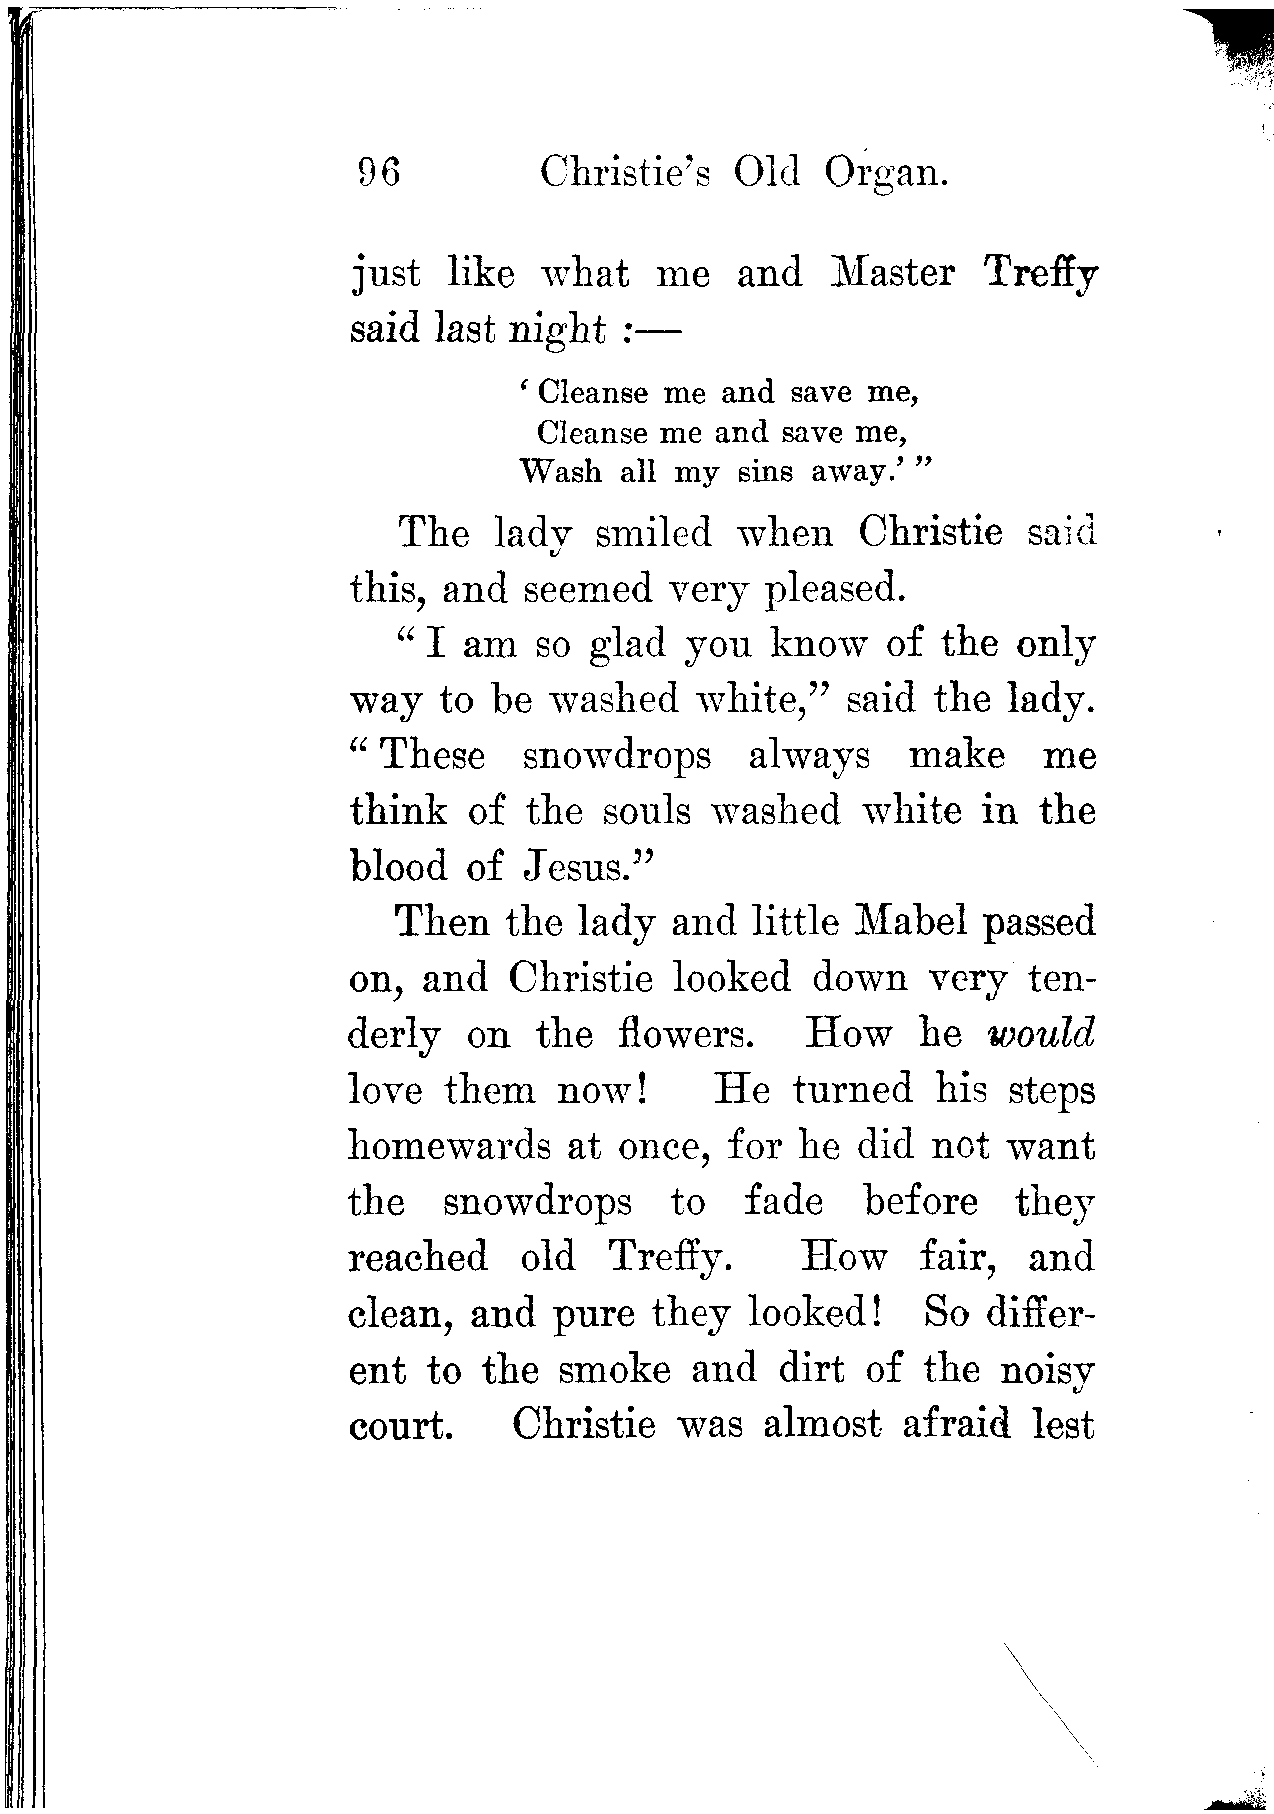 96 Christie's Old Organ.
just like what me and Master Treffy
said last night :—
‘ Cleanse me and save me,
Cleanse me and save me,
Wash all my sins away.’ ”
The lady smiled when Christie said
this, and seemed very pleased.
“ I am so glad you know of the only
way to be washed white,” said the lady.
“ These snowdrops always make me
think of the souls washed white in the
blood of Jesus.”
Then the lady and little Mabel passed
on, and Christie looked down very ten-
derly on the flowers. How he would
love them now! He turned his steps
homewards at once, for he did not want
the snowdrops to fade before they
reached old Treffy. How fair, and
clean, and pure they looked! So differ-
ent to the smoke and dirt of the noisy
court. Christie was almost afraid lest